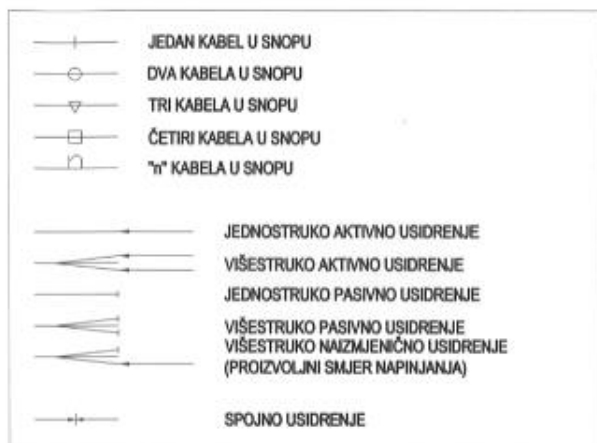 JEDAN KABEL U SNOPU
DVA KABELA U SNOPU
TRI KABELA U SNOPU
ČETIRI KABELA U SNOPU
"n" KABELA U SNOPU
JEDNOSTRUKO AKTIVNO USIDRENJE
VIŠESTRUKO AKTIVNO USIDRENJE
JEDNOSTRUKO PASIVNO USIDRENJE
VIŠESTRUKO PASIVNO USIDRENJE
VIŠESTRUKO NAIZMJENIČNO USIDRENJE
(PROIZVOLJNI SMJER NAPINJANJA)
SPOJNO USIDRENJE